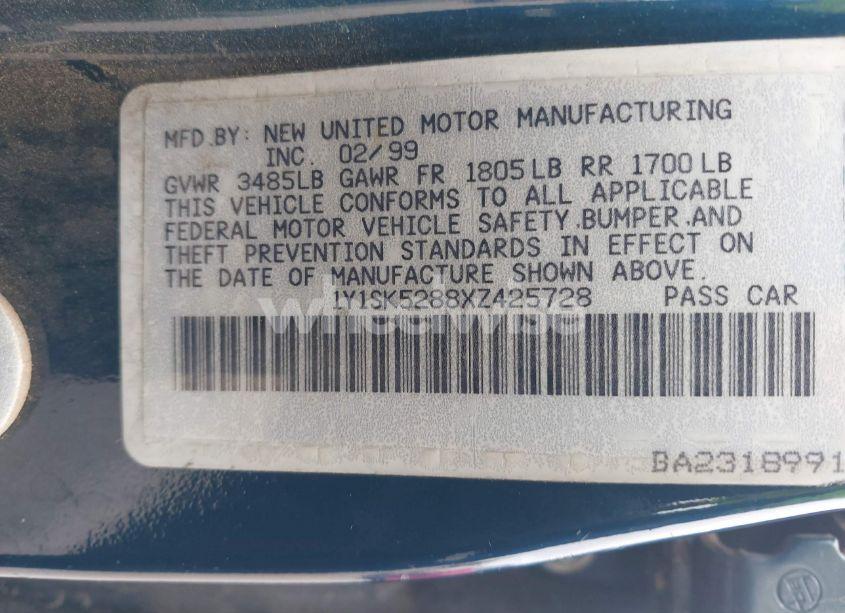 MFD.BY: NEW UNITED MOTOR MANUFACTURING
INC. 02/99
GVWR 3485LB GAWR FR 1805LB RR 1700LB
THIS VEHICLE CONFORMS TO ALL APPLICABLE
FEDERAL MOTOR VEHICLE SAFETY.BUMPER.AND
THEFT PREVENTION STANDARDS IN EFFECT ON
THE DATE OF MANUFACTURE SHOWN ABOVE.
1Y1SK5288XZ425728 PASS CAR
wheelwise
BA2318991